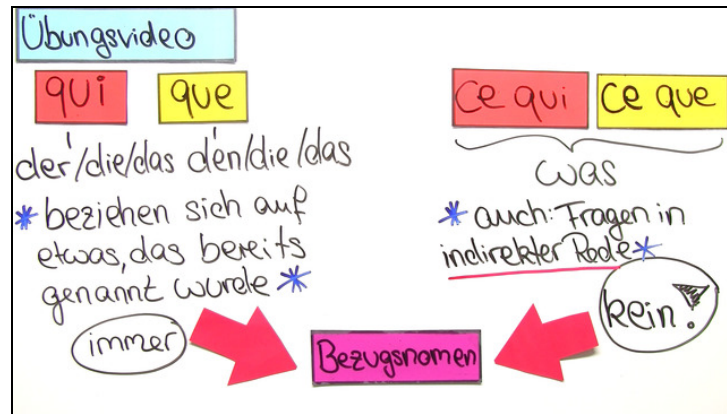 Übungsvideo
qui que
der/die/das den/die/das
* beziehen sich auf
etwas, das bereits
genannt wurde *
immer
ce qui ce que
was
* auch: Fragen in
indirekter Rede *
kein!
Bezugsnomen